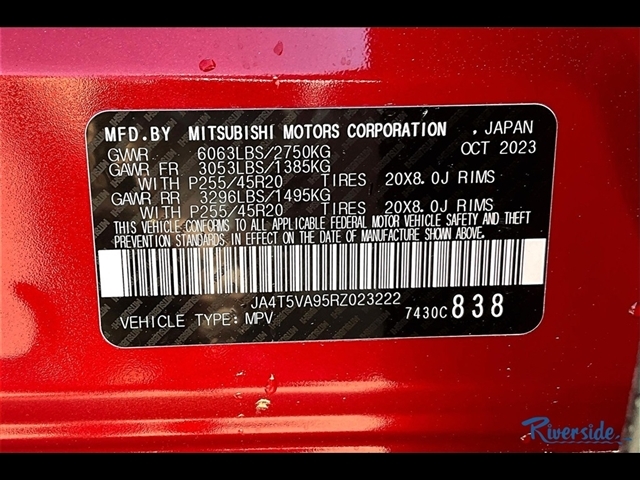 MFD.BY MITSUBISHI MOTORS CORPORATION , JAPAN
GVWR 6063LBS/2750KG OCT 2023
GAWR FR 3053LBS/1385KG
WITH P255/45R20 TIRES 20X8.0J RIMS
GAWR RR 3296LBS/1495KG
WITH P255/45R20 TIRES 20X8.0J RIMS
THIS VEHICLE CONFORMS TO ALL APPLICABLE FEDERAL MOTOR VEHICLE SAFETY AND THEFT
PREVENTION STANDARDS IN EFFECT ON THE DATE OF MANUFACTURE SHOWN ABOVE.
JA4T5VA95RZ023222
VEHICLE TYPE: MPV 7430C 838
Riverside